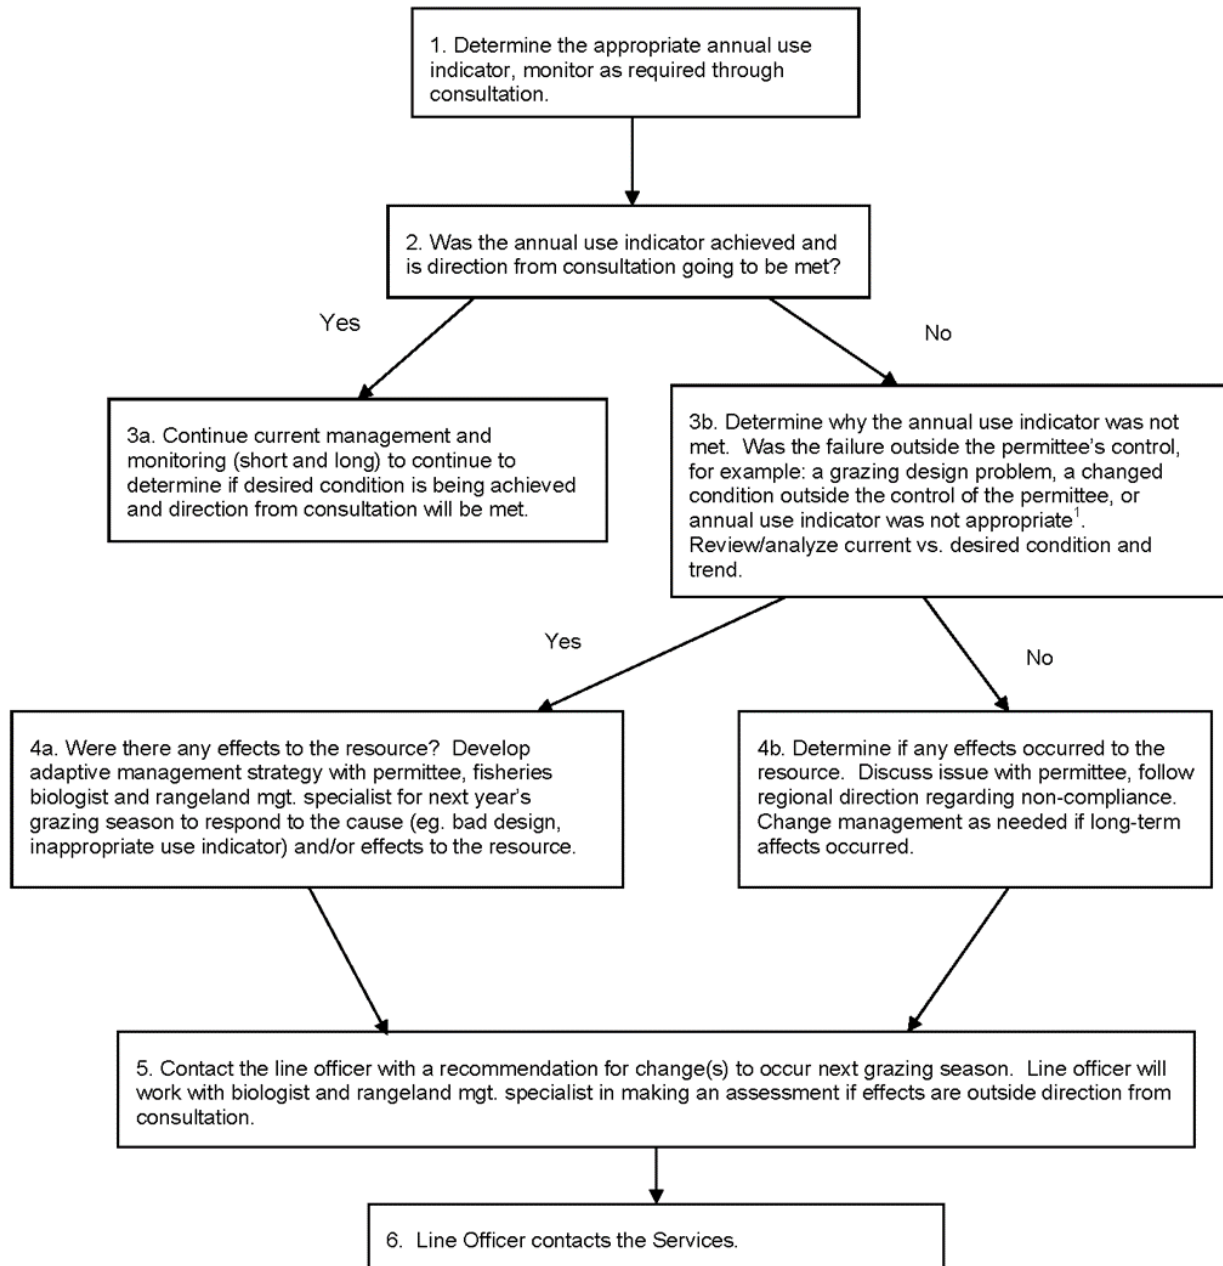 1. Determine the appropriate annual use
indicator, monitor as required through
consultation.
2. Was the annual use indicator achieved and
is direction from consultation going to be met?
Yes
No
3a. Continue current management and
monitoring (short and long) to continue to
determine if desired condition is being achieved
and direction from consultation will be met.
3b. Determine why the annual use indicator was not
met.  Was the failure outside the permittee's control,
for example: a grazing design problem, a changed
condition outside the control of the permittee, or
annual use indicator was not appropriate¹.
Review/analyze current vs. desired condition and
trend.
Yes
No
4a. Were there any effects to the resource?  Develop
adaptive management strategy with permittee, fisheries
biologist and rangeland mgt. specialist for next year's
grazing season to respond to the cause (eg. bad design,
inappropriate use indicator) and/or effects to the resource.
4b. Determine if any effects occurred to the
resource.  Discuss issue with permittee, follow
regional direction regarding non-compliance.
Change management as needed if long-term
affects occurred.
5. Contact the line officer with a recommendation for change(s) to occur next grazing season.  Line officer will
work with biologist and rangeland mgt. specialist in making an assessment if effects are outside direction from
consultation.
6.  Line Officer contacts the Services.